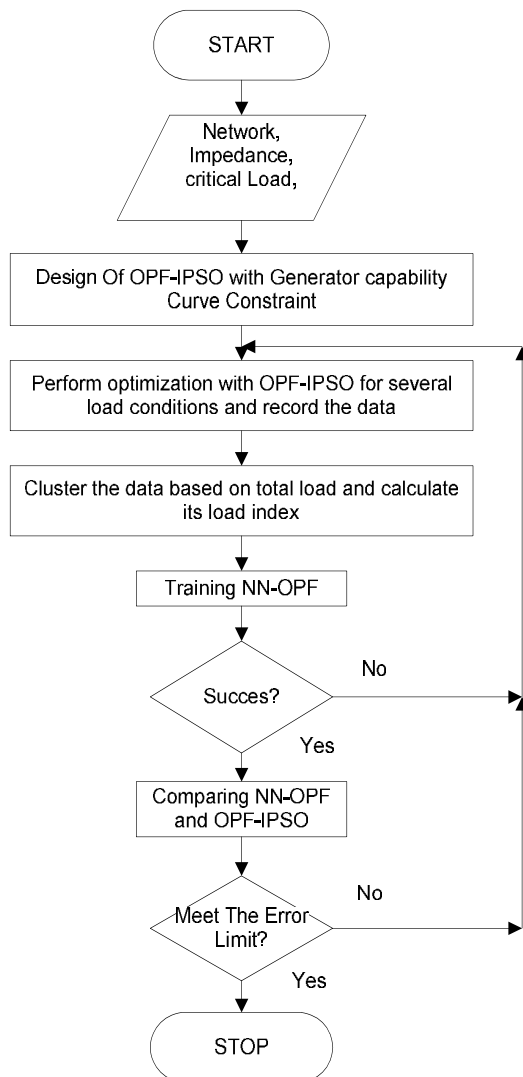 START
Network,
Impedance,
critical Load,
Design Of OPF-IPSO with Generator capability
Curve Constraint
Perform optimization with OPF-IPSO for several
load conditions and record the data
Cluster the data based on total load and calculate
its load index
Training NN-OPF
No
Succes?
Yes
Comparing NN-OPF
and OPF-IPSO
No
Meet The Error
Limit?
Yes
STOP